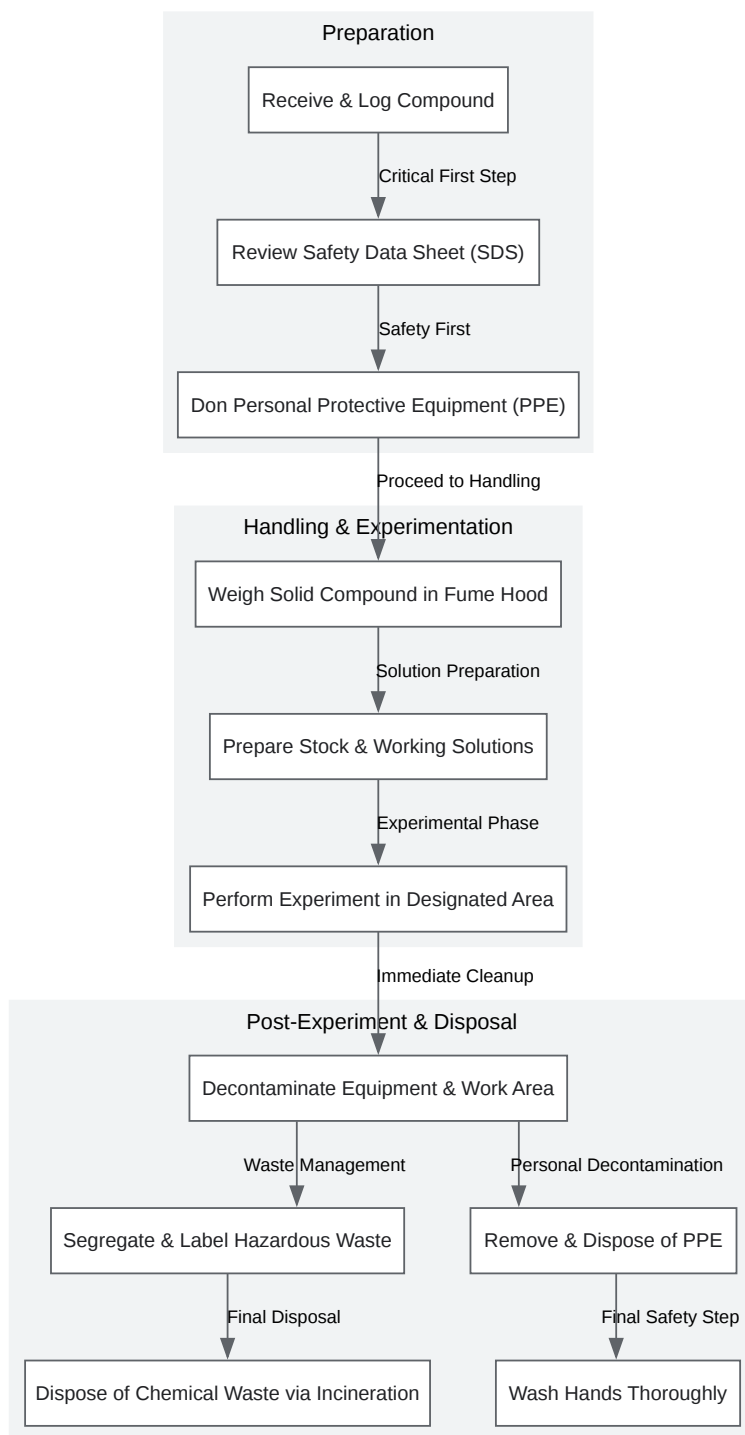 Preparation
Receive & Log Compound
Critical First Step
Review Safety Data Sheet (SDS)
Safety First
Don Personal Protective Equipment (PPE)
Proceed to Handling
Handling & Experimentation
Weigh Solid Compound in Fume Hood
Solution Preparation
Prepare Stock & Working Solutions
Experimental Phase
Perform Experiment in Designated Area
Immediate Cleanup
Post-Experiment & Disposal
Decontaminate Equipment & Work Area
Waste Management
Personal Decontamination
Segregate & Label Hazardous Waste
Remove & Dispose of PPE
Final Disposal
Final Safety Step
Dispose of Chemical Waste via Incineration
Wash Hands Thoroughly